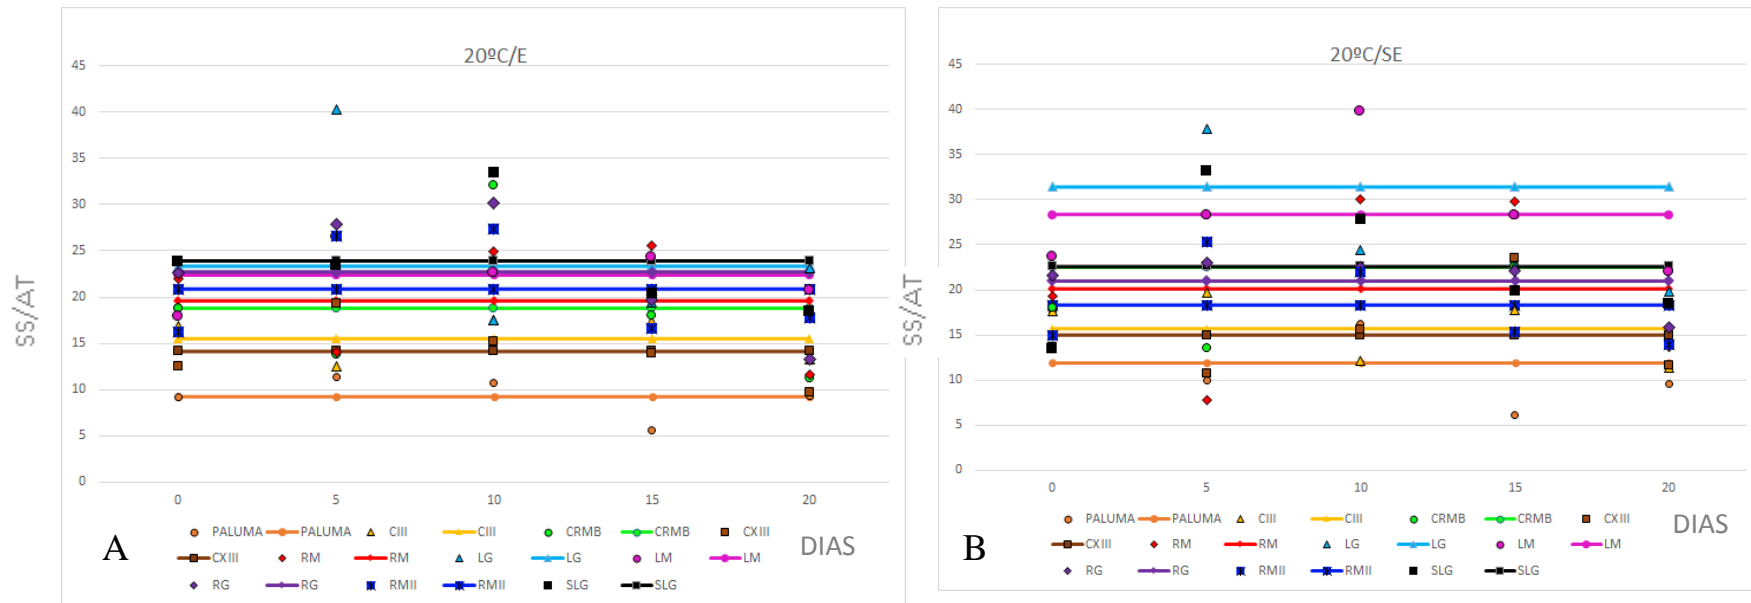 20ºC/E
45
40
35
30
25
20
15
10
5
0
SS/AT
0 5 10 15 20
PALUMA PALUMA CIII CIII CRMB CRMB CXIII
CXIII RM RM LG LG LM LM
RG RG RMII RMII SLG SLG
A
DIAS
20ºC/SE
45
40
35
30
25
20
15
10
5
0
SS/AT
0 5 10 15 20
PALUMA PALUMA CIII CIII CRMB CRMB CXIII
CXIII RM RM LG LG LM LM
RG RG RMII RMII SLG SLG
B
DIAS